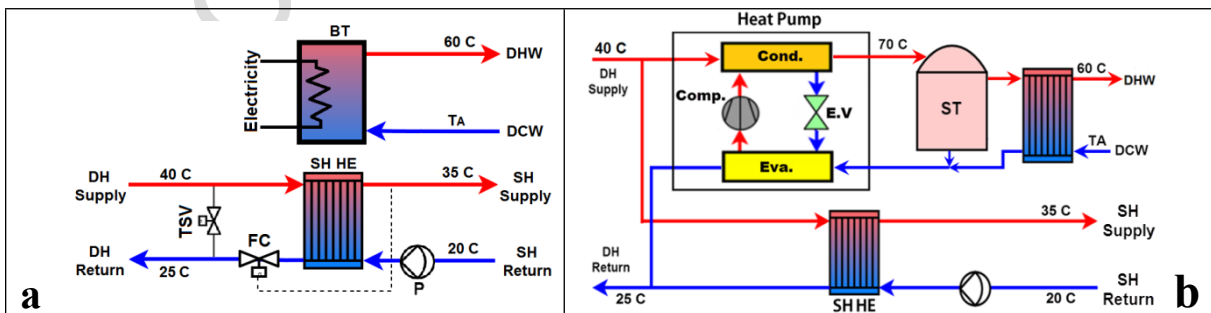 BT
60 C
DHW
Electricity
TA
DCW
SH HE
DH
Supply
40 C
35 C
SH
Supply
TSV
FC
DH
Return
25 C
20 C
SH
Return
P
a
Heat Pump
40 C
DH
Supply
Cond.
70 C
Comp.
E.V
ST
60 C
DHW
TA
DCW
Eva.
35 C
SH
Supply
DH
Return
25 C
SH HE
20 C
SH
Return
b